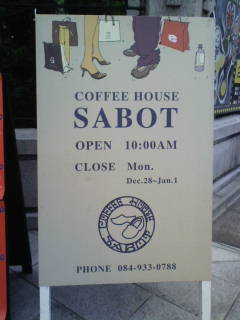 COFFEE HOUSE
SABOT
OPEN 10:00AM
CLOSE Mon.
Dec.28~Jan.1
COFFEE HOUSE
SABOT
PHONE 084-933-0788